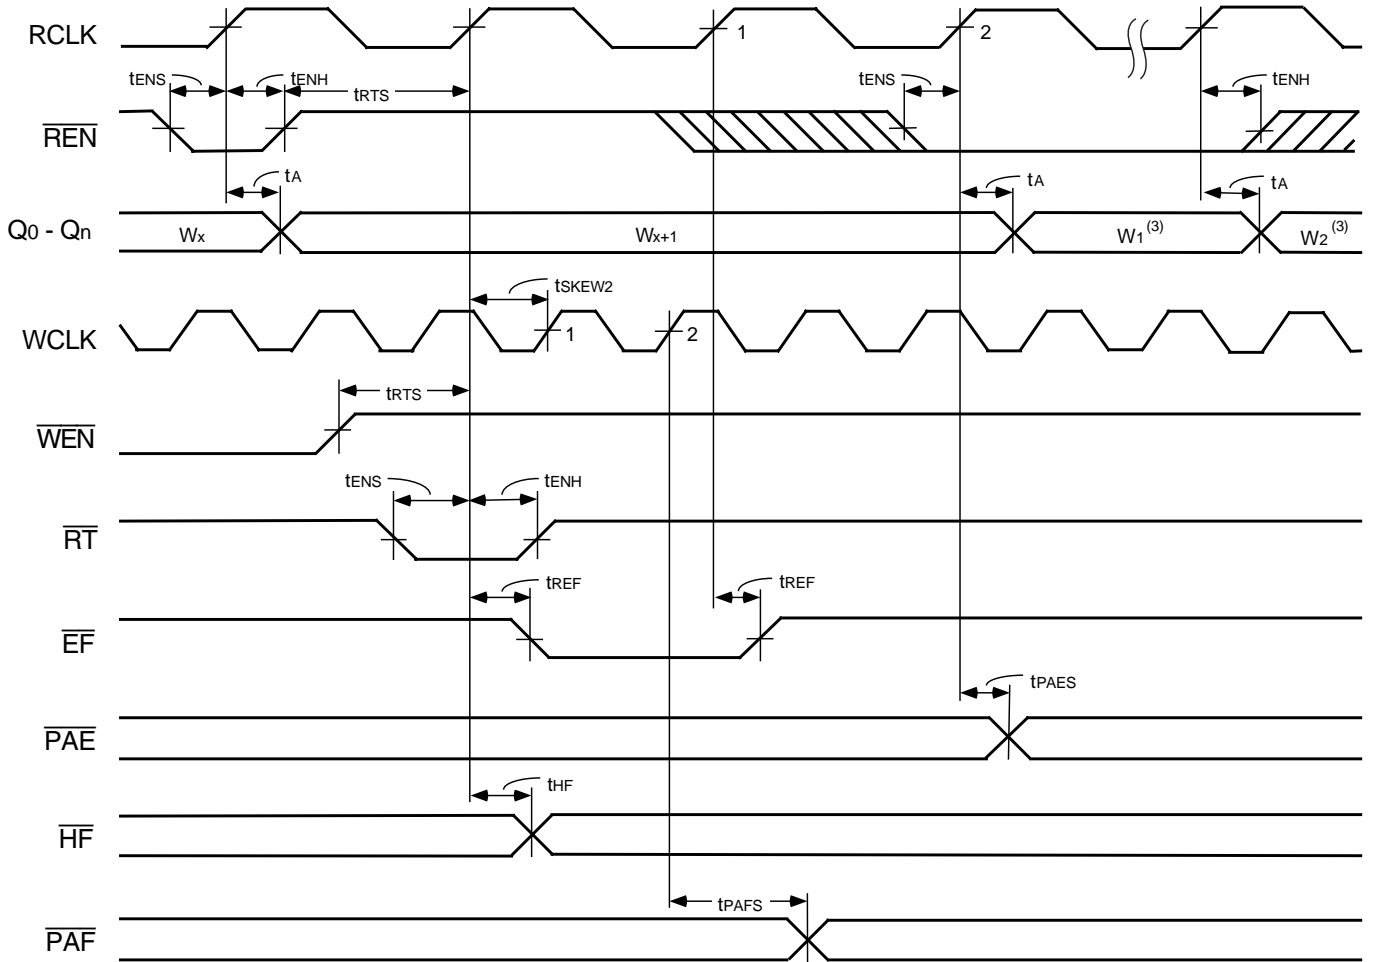 RCLK 1 2
tENS tENH tRTS tENS tENH
REN
tA tA tA
Q0 - Qn Wx Wx+1 W1(3) W2(3)
tSKEW2
WCLK 1 2
tRTS
WEN
tENS tENH
RT
tREF tREF
EF
tPAES
PAE
tHF
HF
tPAFS
PAF